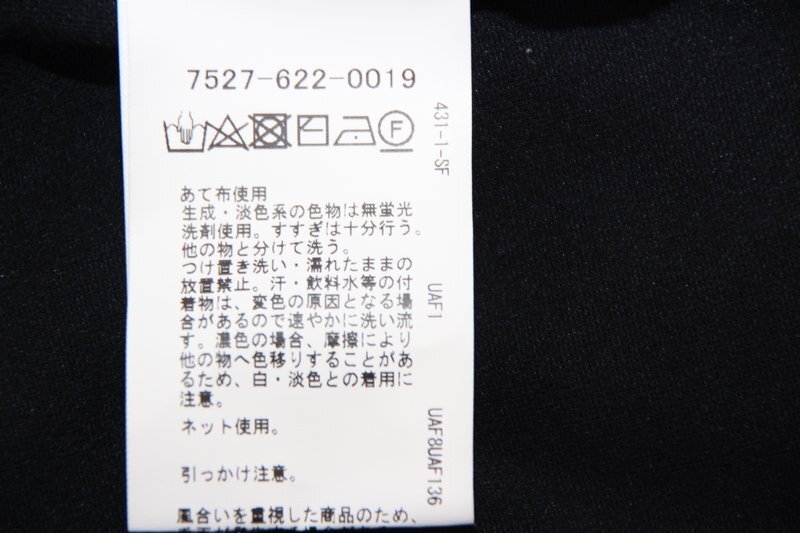 7527-622-0019
F
あて布使用
生成・淡色系の色物は無蛍光
洗剤使用。すすぎは十分行う。
他の物と分けて洗う。
つけ置き洗い・濡れたままの
放置禁止。汗・飲料水等の付
着物は、変色の原因となる場
合があるので速やかに洗い流
す。濃色の場合、摩擦により
他の物へ色移りすることがあ
るため、白・淡色との着用に
注意。
ネット使用。
引っかけ注意。
風合いを重視した商品のため、
431-1-SF
UAF1
UAF8UAF136